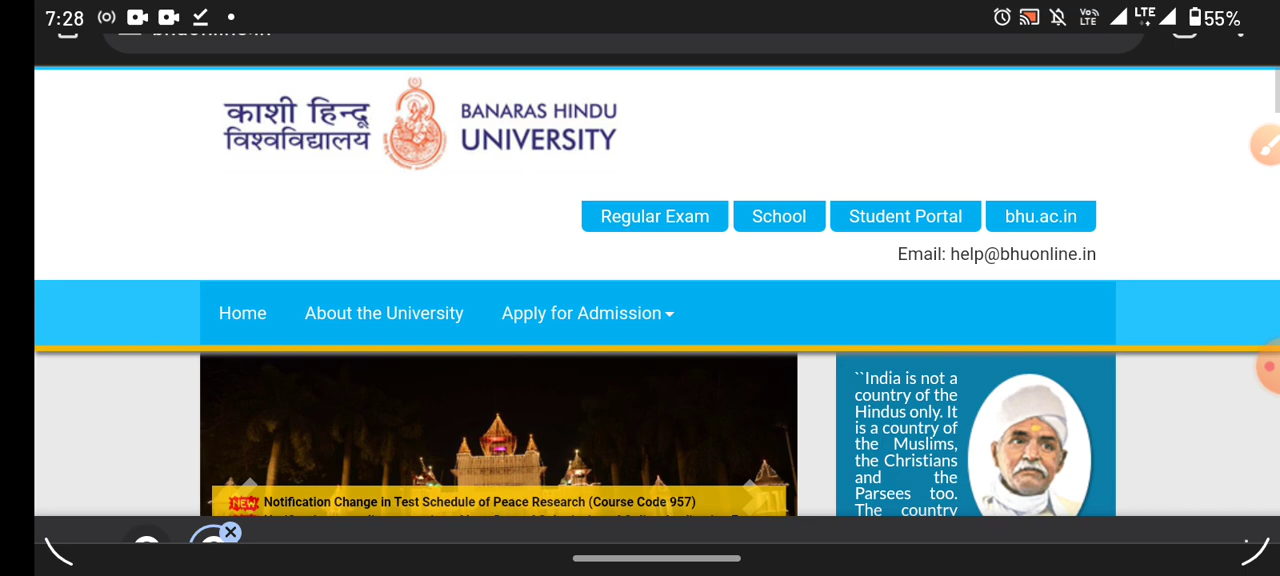 7:28
LTE
55%
काशी हिन्दू
विश्वविद्यालय
BANARAS HINDU
UNIVERSITY
Regular Exam
School
Student Portal
bhu.ac.in
Email: help@bhuonline.in
Home
About the University
Apply for Admission
``India is not a
country of the
Hindus only. It
is a country of
the Muslims,
the Christians
and the
Parsees too.
The country
NEW Notification Change in Test Schedule of Peace Research (Course Code 957)